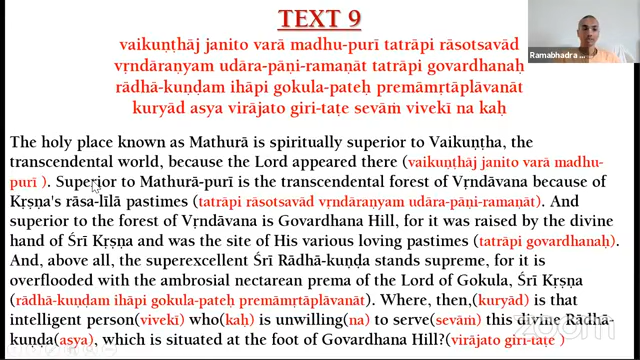 TEXT 9
vaikuṇṭhāj janito varā madhu-purī tatrāpi rāsotsavād
vṛndāraṇyam udāra-pāṇi-ramaṇāt tatrāpi govardhanaḥ
rādhā-kuṇḍam ihāpi gokula-pateḥ premāmṛtāplāvanāt
kuryād asya virājato giri-taṭe sevāṁ vivekī na kaḥ
The holy place known as Mathurā is spiritually superior to Vaikuṇṭha, the
transcendental world, because the Lord appeared there (vaikuṇṭhāj janito varā madhu-
purī ). Superior to Mathurā-purī is the transcendental forest of Vṛndāvana because of
Kṛṣṇa's rāsa-līlā pastimes (tatrāpi rāsotsavād vṛndāraṇyam udāra-pāṇi-ramaṇāt). And
superior to the forest of Vṛndāvana is Govardhana Hill, for it was raised by the divine
hand of Śrī Kṛṣṇa and was the site of His various loving pastimes (tatrāpi govardhanaḥ).
And, above all, the superexcellent Śrī Rādhā-kuṇḍa stands supreme, for it is
overflooded with the ambrosial nectarean prema of the Lord of Gokula, Śrī Kṛṣṇa
(rādhā-kuṇḍam ihāpi gokula-pateḥ premāmṛtāplāvanāt). Where, then,(kuryād) is that
intelligent person(vivekī) who(kaḥ) is unwilling(na) to serve(sevāṁ) this divine Rādhā-
kuṇḍa(asya), which is situated at the foot of Govardhana Hill?(virājato giri-taṭe )
Ramabhadra
zoom